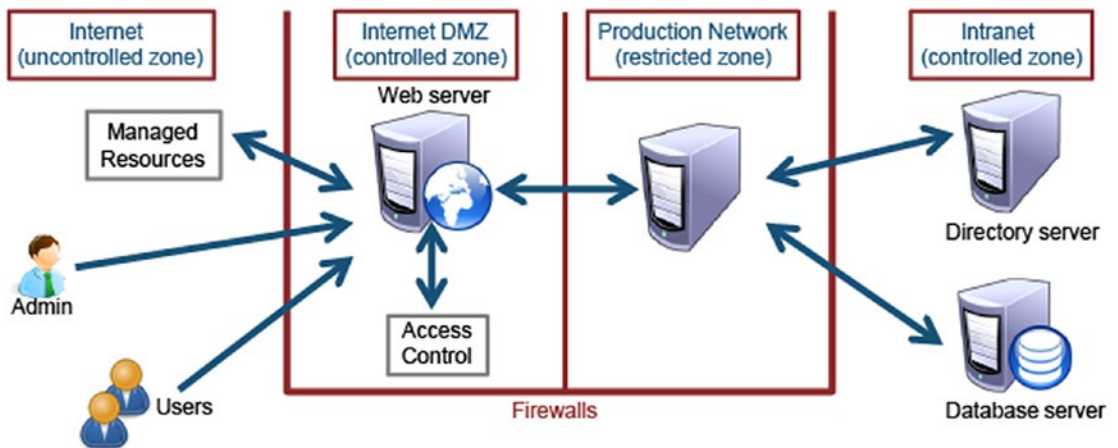 Internet
(uncontrolled zone)
Internet DMZ
(controlled zone)
Production Network
(restricted zone)
Intranet
(controlled zone)
Web server
Managed
Resources
Directory server
Admin
Access
Control
Users
Firewalls
Database server